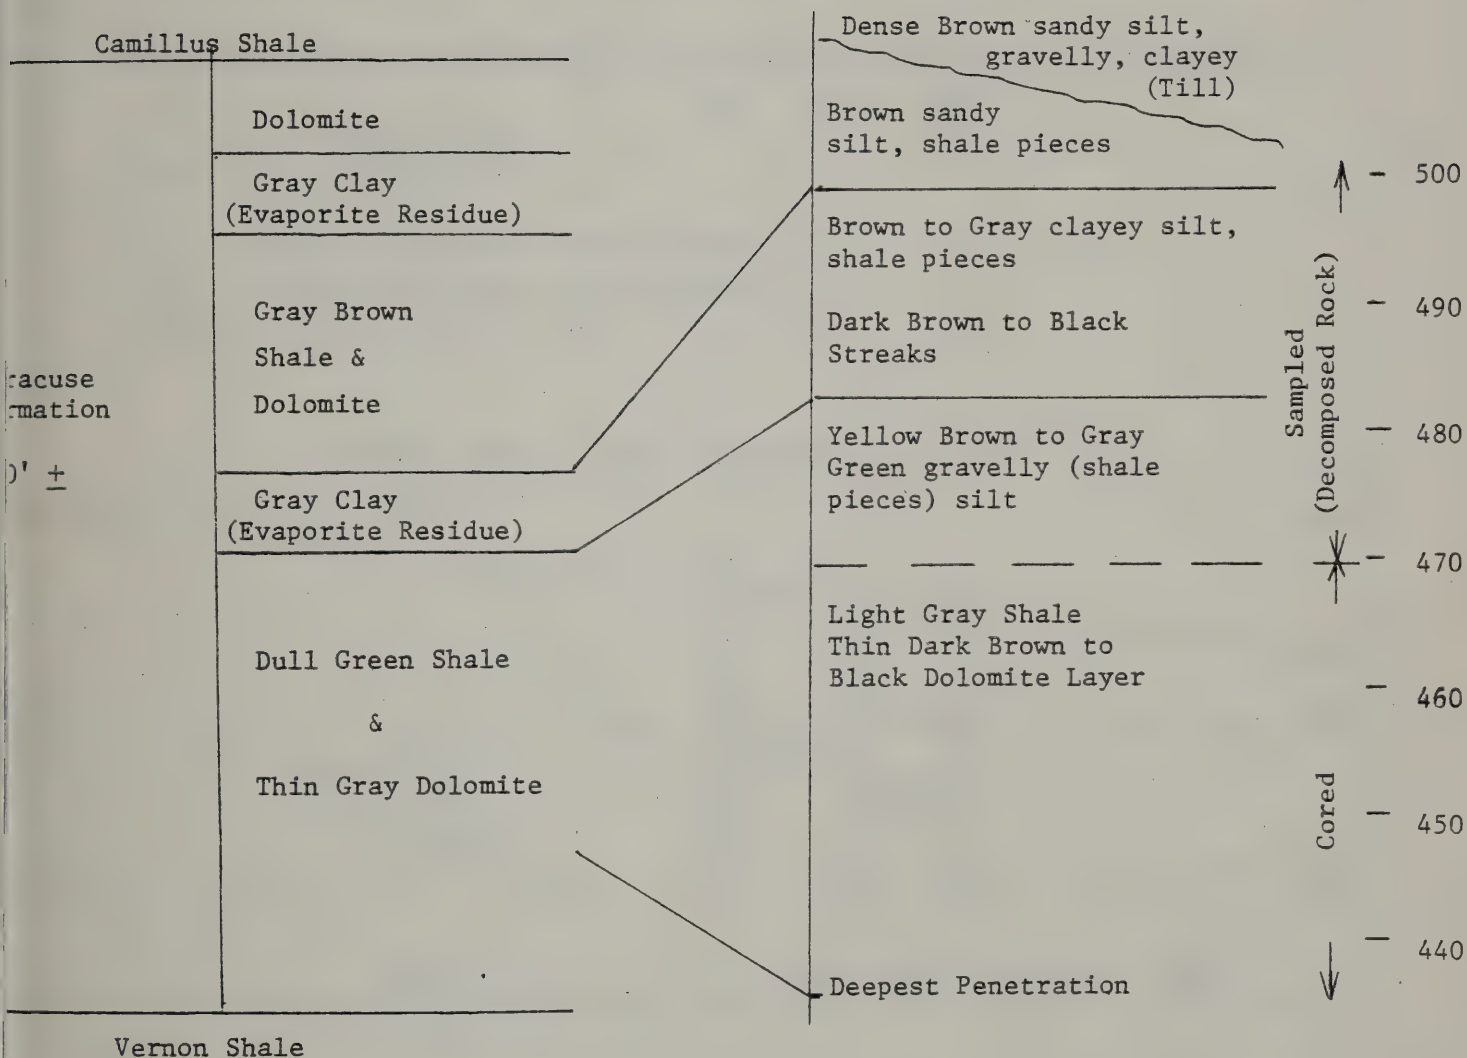 Camillus Shale
Dolomite
Gray Clay
(Evaporite Residue)
Gray Brown
Shale &
Dolomite
Gray Clay
(Evaporite Residue)
Dull Green Shale
&
Thin Gray Dolomite
Vernon Shale
acuse
mation
' ±
Dense Brown sandy silt,
gravelly, clayey
(Till)
Brown sandy
silt, shale pieces
Brown to Gray clayey silt,
shale pieces
Dark Brown to Black
Streaks
Yellow Brown to Gray
Green gravelly (shale
pieces) silt
Light Gray Shale
Thin Dark Brown to
Black Dolomite Layer
Deepest Penetration
Sampled
(Decomposed Rock)
Cored
500
490
480
470
460
450
440